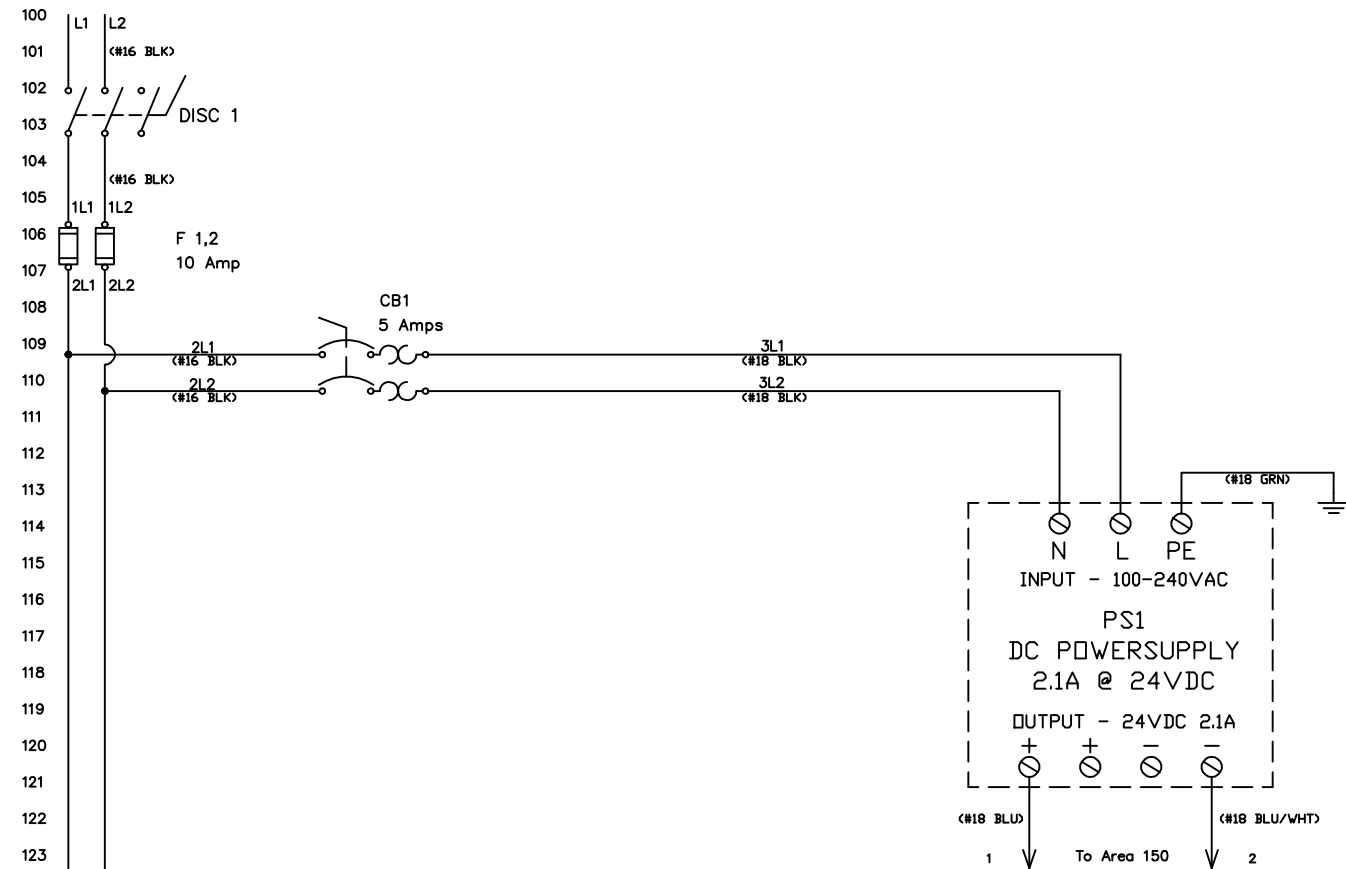 100
L1 L2
101
(#16 BLK)
102
DISC 1
103
104
(#16 BLK)
105
1L1 1L2
106
F 1,2
10 Amp
107
2L1 2L2
108
CB1
5 Amps
109
2L1
(#16 BLK)
3L1
(#18 BLK)
110
2L2
(#16 BLK)
3L2
(#18 BLK)
111
112
113
(#18 GRN)
114
N L PE
115
INPUT - 100-240VAC
116
PS1
117
DC POWERSUPPLY
118
2.1A @ 24VDC
119
OUTPUT - 24VDC 2.1A
120
+ + - -
121
122
(#18 BLU) (#18 BLU/WHT)
123
1 To Area 150 2